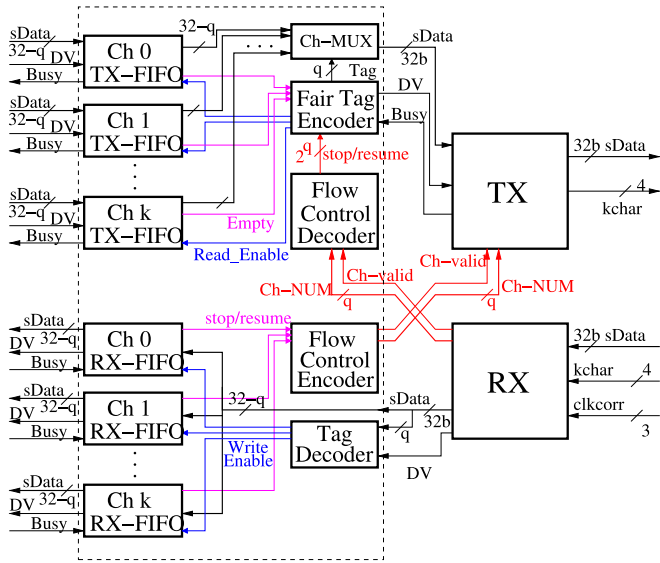 sData
32-q
DV
Busy
Ch 0
TX-FIFO
32-q
Ch-MUX
sData
32b
q
Tag
sData
32-q
DV
Busy
Ch 1
TX-FIFO
Fair Tag
Encoder
DV
Busy
2^q
stop/resume
sData
32-q
DV
Busy
Ch k
TX-FIFO
Empty
Read_Enable
Flow
Control
Decoder
TX
32b sData
4
kchar
Ch-valid
Ch-NUM
q
Ch-valid
Ch-NUM
q
sData
32-q
DV
Busy
Ch 0
RX-FIFO
stop/resume
Flow
Control
Encoder
RX
32b sData
kchar
4
clkcorr
3
sData
32-q
DV
Busy
Ch 1
RX-FIFO
32-q
sData
32b
q
Write
Enable
Tag
Decoder
DV
sData
32-q
DV
Busy
Ch k
RX-FIFO